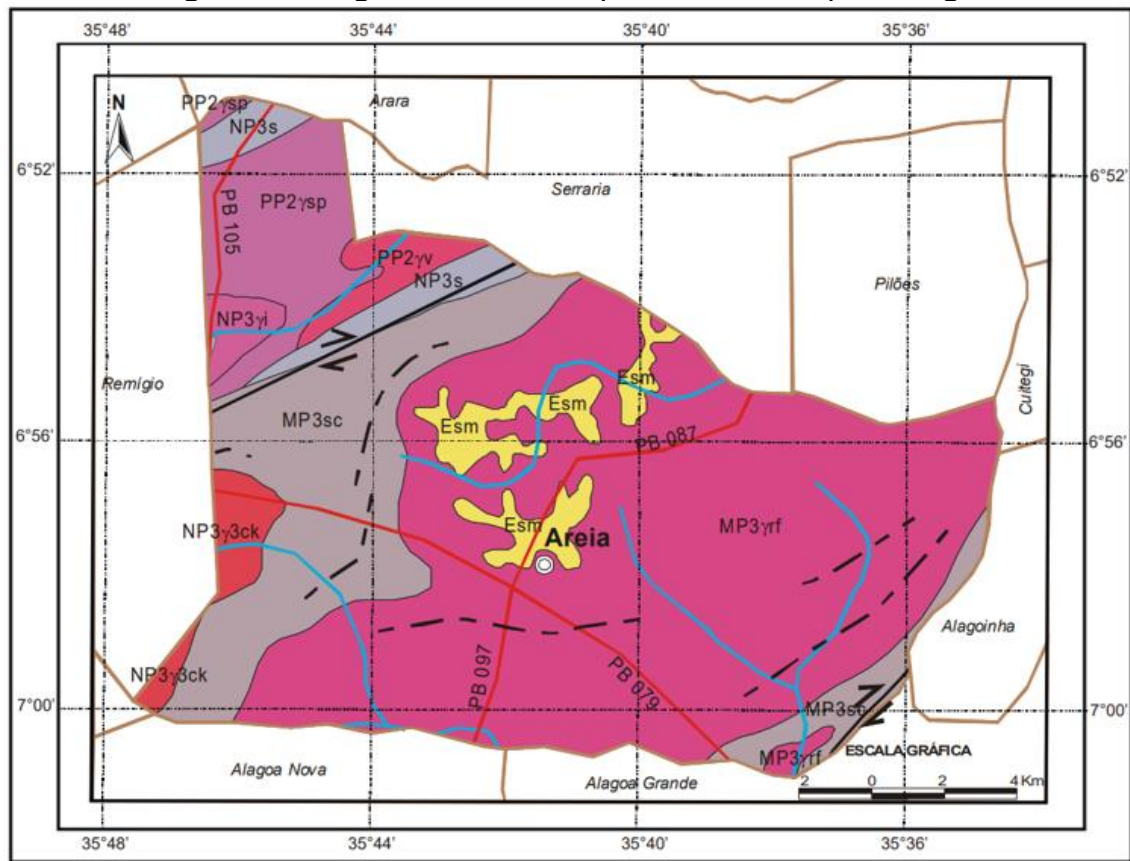 35°48'
35°44'
35°40'
35°36'
PP2γsp
Arara
N
NP3s
6°52'
6°52'
Serraria
PP2γsp
PB 105
PP2γv
NP3s
Pilões
NP3γi
Cuitegi
Remígio
Esm
Esm
MP3sc
Esm
6°56'
6°56'
PB 087
NP3γ3ck
Esm
MP3γrf
Areia
Alagoinha
NP3γ3ck
PB 097
PB 079
7°00'
MP3sc
7°00'
ESCALA GRÁFICA
MP3γrf
Alagoa Nova
Alagoa Grande
2 0 2 4 Km
35°48'
35°44'
35°40'
35°36'